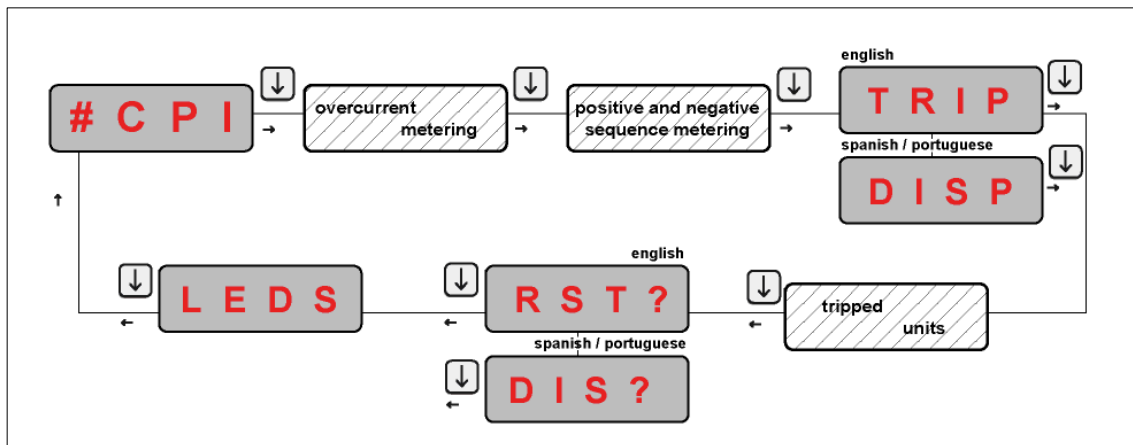 # C P I
overcurrent
metering
positive and negative
sequence metering
english
T R I P
spanish / portuguese
D I S P
tripped
units
english
R S T ?
spanish / portuguese
D I S ?
L E D S